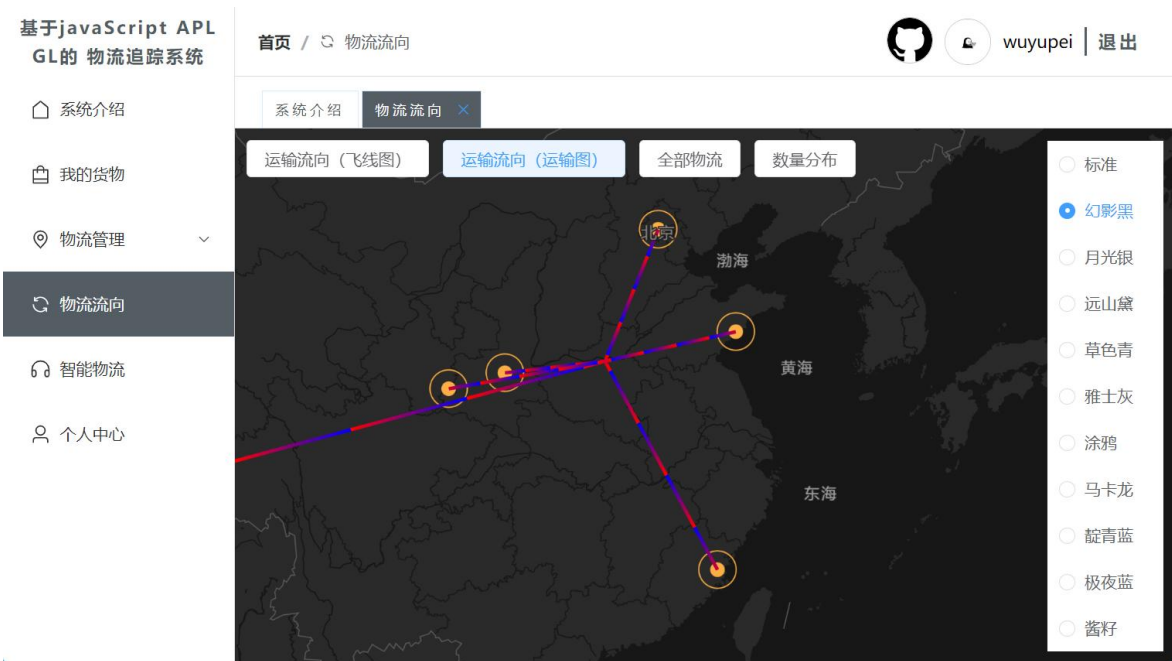 基于javaScript APL
GL的 物流追踪系统
系统介绍
我的货物
物流管理
物流流向
智能物流
个人中心
首页 / 物流流向
wuyupei 退出
系统介绍 物流流向
运输流向（飞线图） 运输流向（运输图） 全部物流 数量分布
北京
渤海
黄海
东海
标准
幻影黑
月光银
远山黛
草色青
雅士灰
涂鸦
马卡龙
靛青蓝
极夜蓝
酱籽